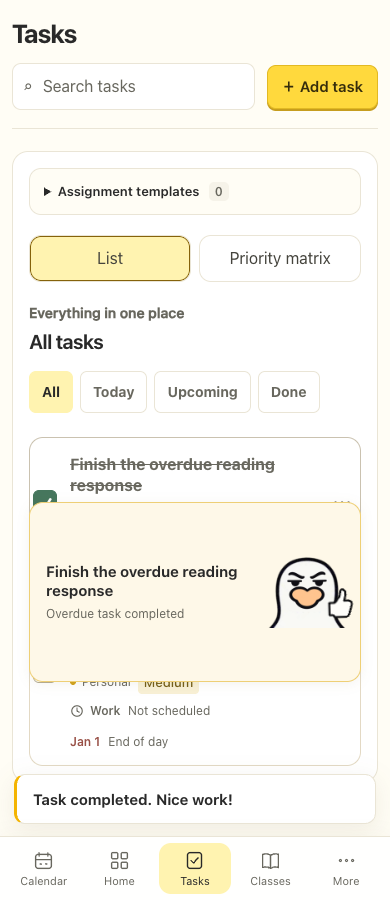 Tasks
Search tasks
+ Add task
Assignment templates 0
List
Priority matrix
Everything in one place
All tasks
All
Today
Upcoming
Done
Finish the overdue reading
response
Finish the overdue reading
response
Overdue task completed
Personal Medium
Work Not scheduled
Jan 1 End of day
Task completed. Nice work!
Calendar
Home
Tasks
Classes
More